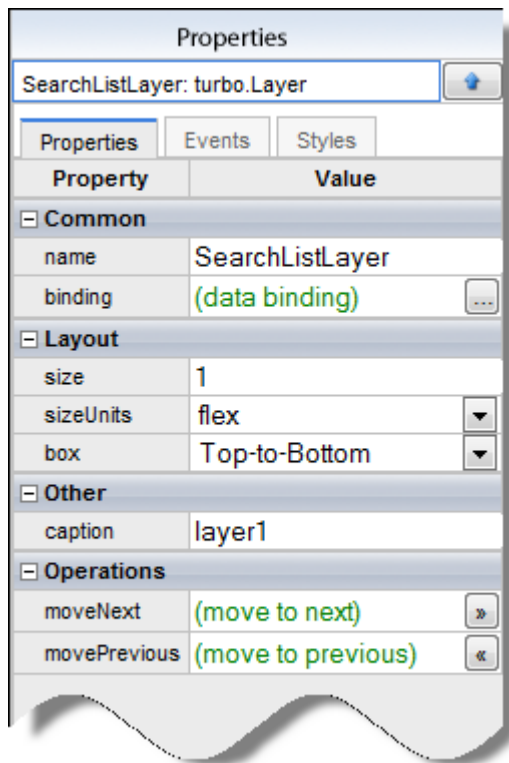 Properties
SearchListLayer: turbo.Layer
Properties Events Styles
Property Value
Common
name SearchListLayer
binding (data binding) ...
Layout
size 1
sizeUnits flex
box Top-to-Bottom
Other
caption layer1
Operations
moveNext (move to next) »
movePrevious (move to previous) «